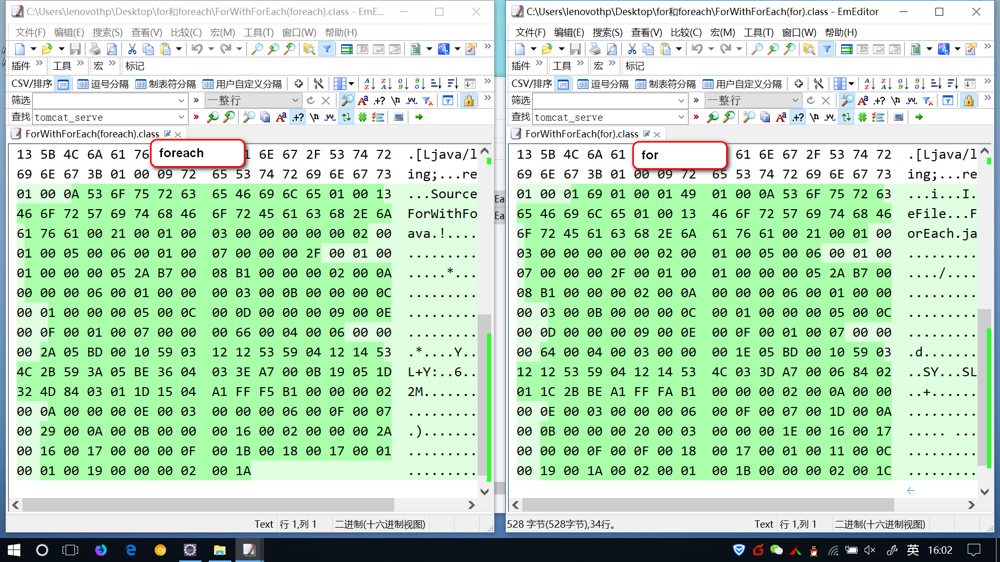 C:\Users\lenovothp\Desktop\for和foreach\ForWithForEach(foreach).class - EmE...
文件(F) 编辑(E) 搜索(S) 查看(V) 比较(C) 宏(M) 工具(T) 窗口(W) 帮助(H)
插件 工具 宏 标记
CSV/排序 逗号分隔 制表符分隔 用户自定义分隔
筛选 一整行
查找 tomcat_serve
ForWithForEach(foreach).class
foreach
13 5B 4C 6A 61 76 6E 67 2F 53 74 72 .[Ljava/l
69 6E 67 3B 01 00 09 72 65 53 74 72 69 6E 67 73 ing;...re
01 00 0A 53 6F 75 72 63 65 46 69 6C 65 01 00 13 ...Source
46 6F 72 57 69 74 68 46 6F 72 45 61 63 68 2E 6A ForWithFo
61 76 61 00 21 00 01 00 03 00 00 00 00 00 02 00 ava.!....
01 00 05 00 06 00 01 00 07 00 00 00 2F 00 01 00 .........
01 00 00 00 05 2A B7 00 08 B1 00 00 00 02 00 0A .....*...
00 00 00 06 00 01 00 00 00 03 00 0B 00 00 00 0C .........
00 01 00 00 00 05 00 0C 00 0D 00 00 00 09 00 0E .........
00 0F 00 01 00 07 00 00 00 66 00 04 00 06 00 00 .........
00 2A 05 BD 00 10 59 03 12 12 53 59 04 12 14 53 .*....Y..
4C 2B 59 3A 05 BE 36 04 03 3E A7 00 0B 19 05 1D L+Y:..6..
32 4D 84 03 01 1D 15 04 A1 FF F5 B1 00 00 00 02 2M.......
00 0A 00 00 00 0E 00 03 00 00 00 06 00 0F 00 07 .........
00 29 00 0A 00 0B 00 00 00 16 00 02 00 00 00 2A .).......
00 16 00 17 00 00 00 0F 00 1B 00 18 00 17 00 01 .........
00 01 00 19 00 00 00 02 00 1A .........
Text 行 1,列 1 二进制(十六进制视图)
Ea
Ea
C:\Users\lenovothp\Desktop\for和foreach\ForWithForEach(for).class - EmEditor
文件(F) 编辑(E) 搜索(S) 查看(V) 比较(C) 宏(M) 工具(T) 窗口(W) 帮助(H)
插件 工具 宏 标记
CSV/排序 逗号分隔 制表符分隔 用户自定义分隔
筛选 一整行
查找 tomcat_serve
ForWithForEach(for).class
for
13 5B 4C 6A 61 61 6E 67 2F 53 74 72 .[Ljava/l
69 6E 67 3B 01 00 09 72 65 53 74 72 69 6E 67 73 ing;...re
01 00 01 69 01 00 01 49 01 00 0A 53 6F 75 72 63 ...i...I.
65 46 69 6C 65 01 00 13 46 6F 72 57 69 74 68 46 eFile...F
6F 72 45 61 63 68 2E 6A 61 76 61 00 21 00 01 00 orEach.ja
03 00 00 00 00 00 02 00 01 00 05 00 06 00 01 00 .........
07 00 00 00 2F 00 01 00 01 00 00 00 05 2A B7 00 ..../....
08 B1 00 00 00 02 00 0A 00 00 00 06 00 01 00 00 .........
00 03 00 0B 00 00 00 0C 00 01 00 00 00 05 00 0C .........
00 0D 00 00 00 09 00 0E 00 0F 00 01 00 07 00 00 .........
00 64 00 04 00 03 00 00 00 1E 05 BD 00 10 59 03 .d.......
12 12 53 59 04 12 14 53 4C 03 3D A7 00 06 84 02 ..SY...SL
01 1C 2B BE A1 FF FA B1 00 00 00 02 00 0A 00 00 ..+......
00 0E 00 03 00 00 00 06 00 0F 00 07 00 1D 00 0A .........
00 0B 00 00 00 20 00 03 00 00 00 1E 00 16 00 17 ..... ...
00 00 00 0F 00 0F 00 18 00 17 00 01 00 11 00 0C .........
00 19 00 1A 00 02 00 01 00 1B 00 00 00 02 00 1C .........
528 字节(528字节),34行。 Text 行 1,列 1 二进制(十六进制视图)
英 16:02